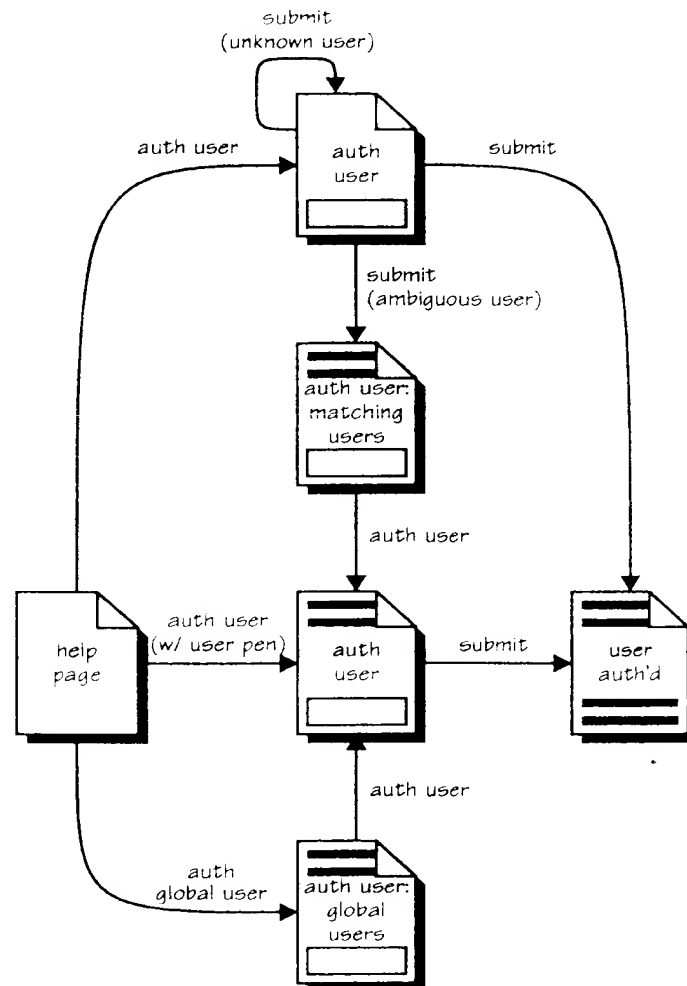 submit
(unknown user)
auth user
auth
user
submit
submit
(ambiguous user)
auth user:
matching
users
auth user
help
page
auth user
(w/ user pen)
auth
user
submit
user
auth'd
auth user
auth
global user
auth user:
global
users